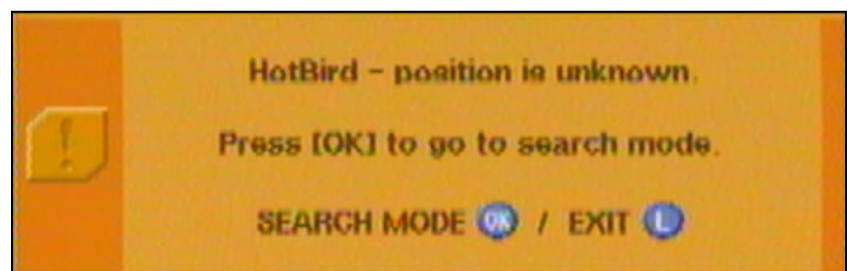 HotBird - position is unknown.
Press [OK] to go to search mode.
SEARCH MODE OK / EXIT L